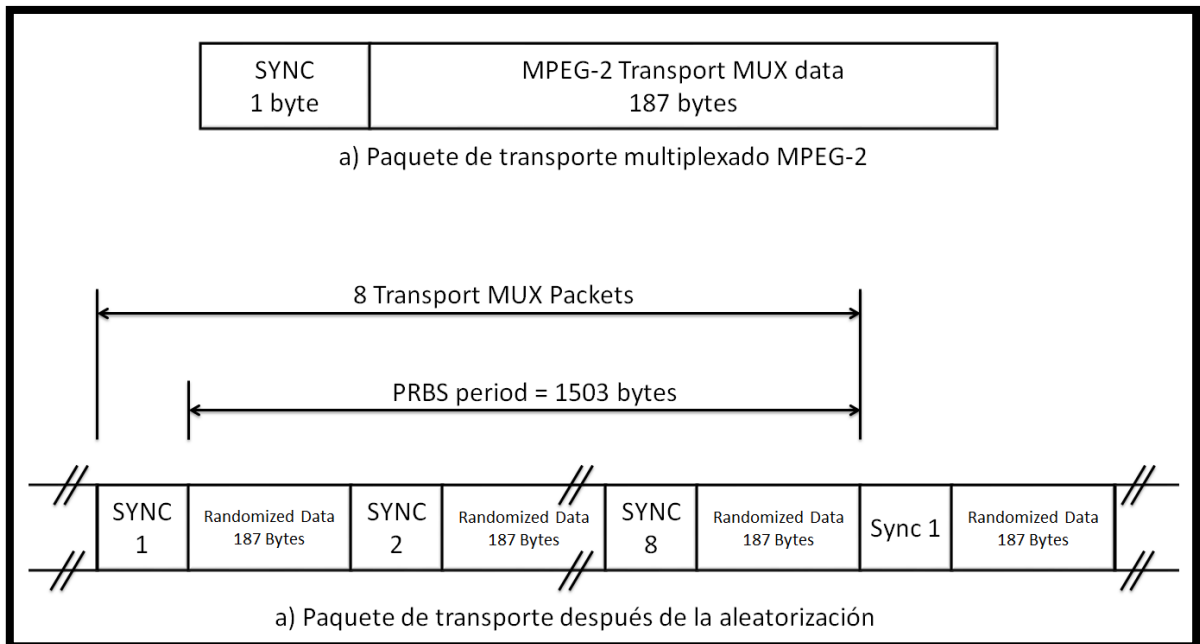 SYNC
1 byte
MPEG-2 Transport MUX data
187 bytes
a) Paquete de transporte multiplexado MPEG-2
8 Transport MUX Packets
PRBS period = 1503 bytes
SYNC
1
Randomized Data
187 Bytes
SYNC
2
Randomized Data
187 Bytes
SYNC
8
Randomized Data
187 Bytes
Sync 1
Randomized Data
187 Bytes
a) Paquete de transporte después de la aleatorización